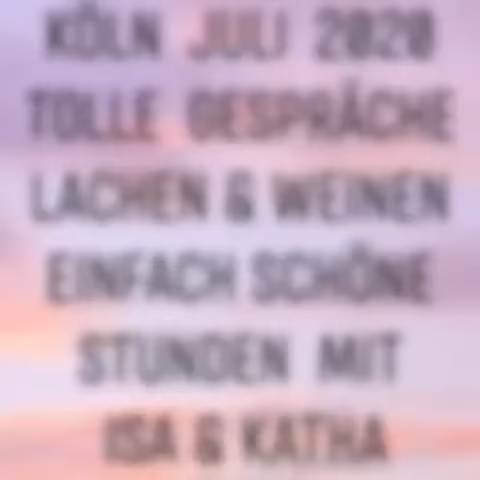 KÖLN JULI 2020
TOLLE GESPRÄCHE
LACHEN & WEINEN
EINFACH SCHÖNE
STUNDEN MIT
ISA & KATHA